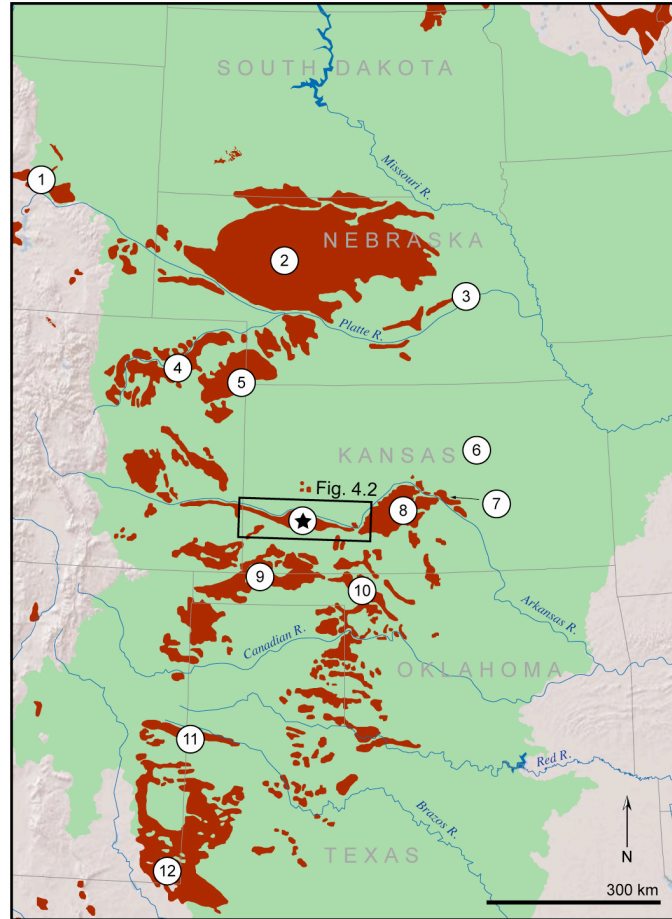 SOUTH DAKOTA
Missouri R.
1
NEBRASKA
2
3
Platte R.
4
5
KANSAS
6
Fig. 4.2
7
8
9
10
Arkansas R.
Canadian R.
OKLAHOMA
11
Red R.
Brazos R.
TEXAS
N
12
300 km